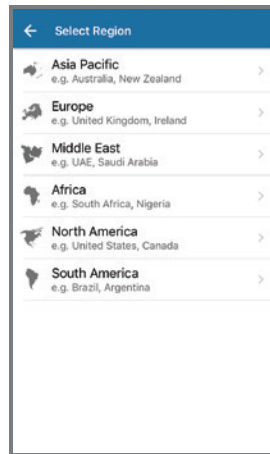 Select Region
Asia Pacific
e.g. Australia, New Zealand
Europe
e.g. United Kingdom, Ireland
Middle East
e.g. UAE, Saudi Arabia
Africa
e.g. South Africa, Nigeria
North America
e.g. United States, Canada
South America
e.g. Brazil, Argentina